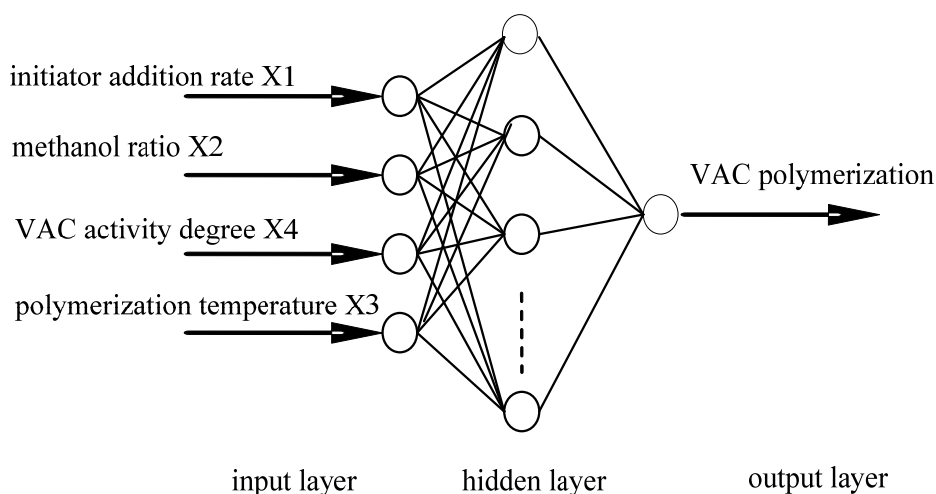 initiator addition rate X1
methanol ratio X2
VAC polymerization
VAC activity degree X4
polymerization temperature X3
input layer
hidden layer
output layer